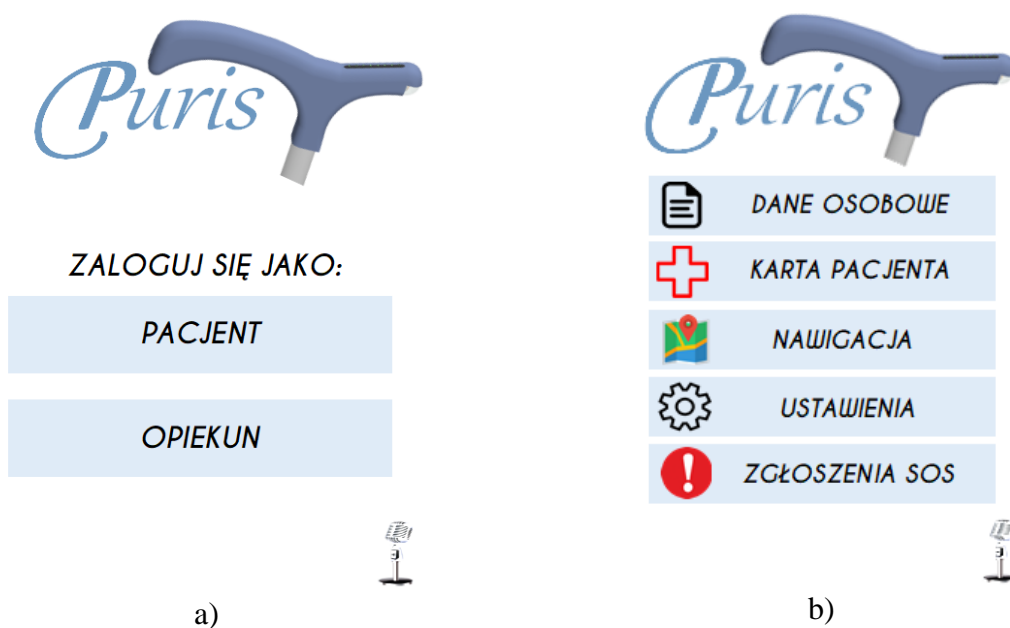 Puris
ZALOGUJ SIĘ JAKO:
PACJENT
OPIEKUN
a)
Puris
DANE OSOBOWE
KARTA PACJENTA
NAWIGACJA
USTAWIENIA
ZGŁOSZENIA SOS
b)